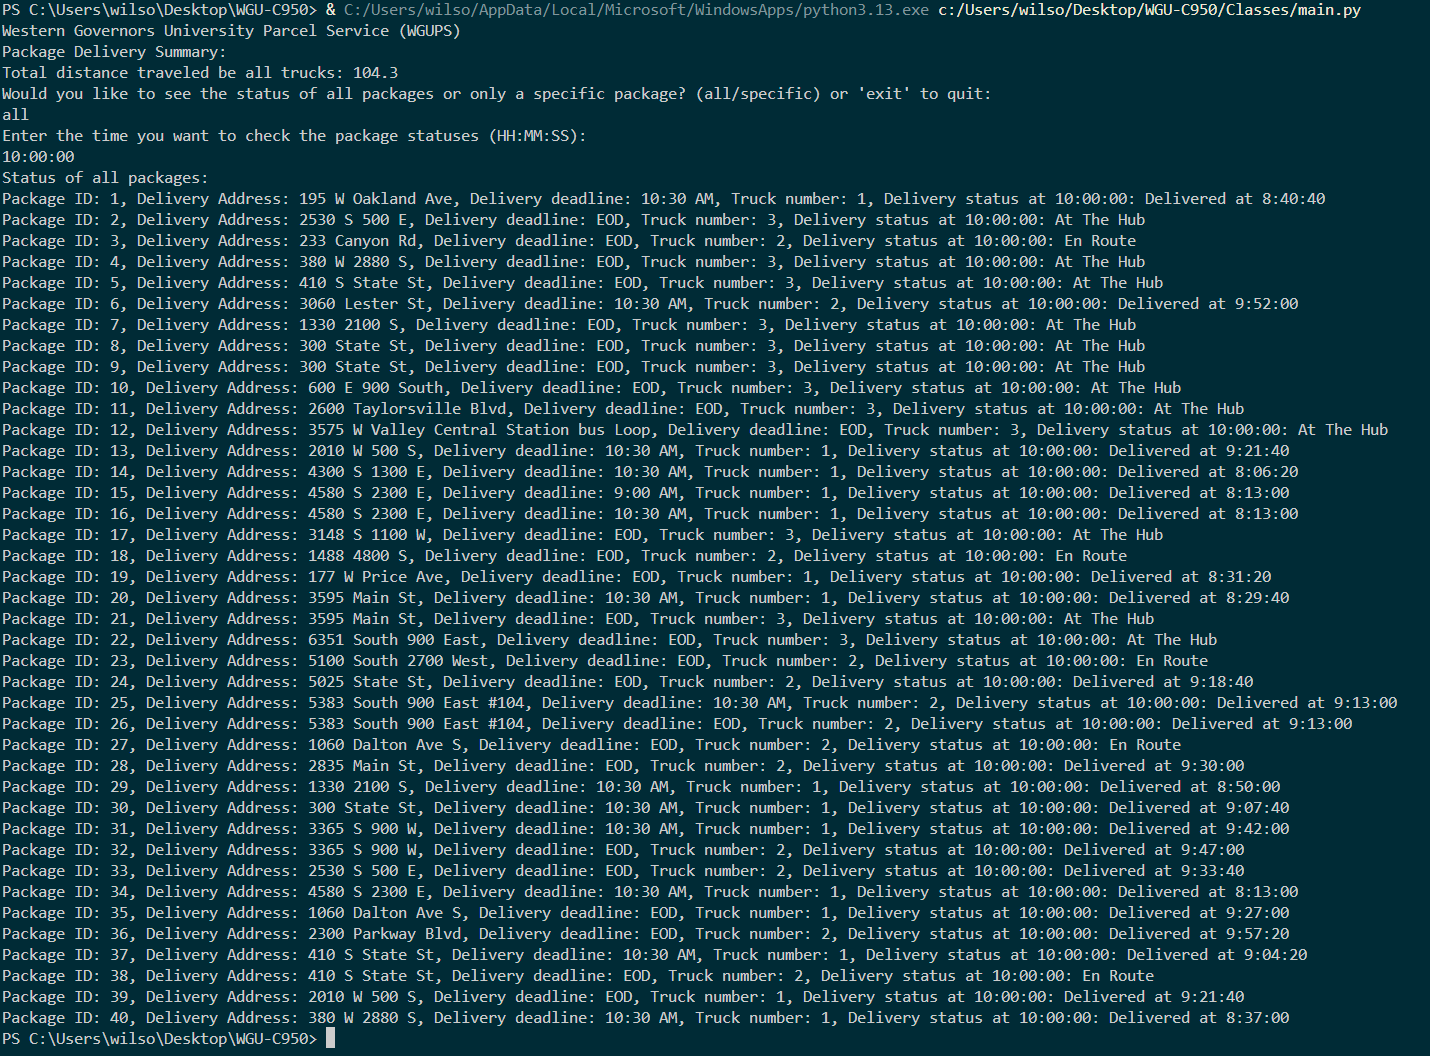 PS C:\Users\wilso\Desktop\WGU-C950> & C:/Users/wilso/AppData/Local/Microsoft/WindowsApps/python3.13.exe c:/Users/wilso/Desktop/WGU-C950/Classes/main.py
Western Governors University Parcel Service (WGUPS)
Package Delivery Summary:
Total distance traveled be all trucks: 104.3
Would you like to see the status of all packages or only a specific package? (all/specific) or 'exit' to quit:
all
Enter the time you want to check the package statuses (HH:MM:SS):
10:00:00
Status of all packages:
Package ID: 1, Delivery Address: 195 W Oakland Ave, Delivery deadline: 10:30 AM, Truck number: 1, Delivery status at 10:00:00: Delivered at 8:40:40
Package ID: 2, Delivery Address: 2530 S 500 E, Delivery deadline: EOD, Truck number: 3, Delivery status at 10:00:00: At The Hub
Package ID: 3, Delivery Address: 233 Canyon Rd, Delivery deadline: EOD, Truck number: 2, Delivery status at 10:00:00: En Route
Package ID: 4, Delivery Address: 380 W 2880 S, Delivery deadline: EOD, Truck number: 3, Delivery status at 10:00:00: At The Hub
Package ID: 5, Delivery Address: 410 S State St, Delivery deadline: EOD, Truck number: 3, Delivery status at 10:00:00: At The Hub
Package ID: 6, Delivery Address: 3060 Lester St, Delivery deadline: 10:30 AM, Truck number: 2, Delivery status at 10:00:00: Delivered at 9:52:00
Package ID: 7, Delivery Address: 1330 2100 S, Delivery deadline: EOD, Truck number: 3, Delivery status at 10:00:00: At The Hub
Package ID: 8, Delivery Address: 300 State St, Delivery deadline: EOD, Truck number: 3, Delivery status at 10:00:00: At The Hub
Package ID: 9, Delivery Address: 300 State St, Delivery deadline: EOD, Truck number: 3, Delivery status at 10:00:00: At The Hub
Package ID: 10, Delivery Address: 600 E 900 South, Delivery deadline: EOD, Truck number: 3, Delivery status at 10:00:00: At The Hub
Package ID: 11, Delivery Address: 2600 Taylorsville Blvd, Delivery deadline: EOD, Truck number: 3, Delivery status at 10:00:00: At The Hub
Package ID: 12, Delivery Address: 3575 W Valley Central Station bus Loop, Delivery deadline: EOD, Truck number: 3, Delivery status at 10:00:00: At The Hub
Package ID: 13, Delivery Address: 2010 W 500 S, Delivery deadline: 10:30 AM, Truck number: 1, Delivery status at 10:00:00: Delivered at 9:21:40
Package ID: 14, Delivery Address: 4300 S 1300 E, Delivery deadline: 10:30 AM, Truck number: 1, Delivery status at 10:00:00: Delivered at 8:06:20
Package ID: 15, Delivery Address: 4580 S 2300 E, Delivery deadline: 9:00 AM, Truck number: 1, Delivery status at 10:00:00: Delivered at 8:13:00
Package ID: 16, Delivery Address: 4580 S 2300 E, Delivery deadline: 10:30 AM, Truck number: 1, Delivery status at 10:00:00: Delivered at 8:13:00
Package ID: 17, Delivery Address: 3148 S 1100 W, Delivery deadline: EOD, Truck number: 3, Delivery status at 10:00:00: At The Hub
Package ID: 18, Delivery Address: 1488 4800 S, Delivery deadline: EOD, Truck number: 2, Delivery status at 10:00:00: En Route
Package ID: 19, Delivery Address: 177 W Price Ave, Delivery deadline: EOD, Truck number: 1, Delivery status at 10:00:00: Delivered at 8:31:20
Package ID: 20, Delivery Address: 3595 Main St, Delivery deadline: 10:30 AM, Truck number: 1, Delivery status at 10:00:00: Delivered at 8:29:40
Package ID: 21, Delivery Address: 3595 Main St, Delivery deadline: EOD, Truck number: 3, Delivery status at 10:00:00: At The Hub
Package ID: 22, Delivery Address: 6351 South 900 East, Delivery deadline: EOD, Truck number: 3, Delivery status at 10:00:00: At The Hub
Package ID: 23, Delivery Address: 5100 South 2700 West, Delivery deadline: EOD, Truck number: 2, Delivery status at 10:00:00: En Route
Package ID: 24, Delivery Address: 5025 State St, Delivery deadline: EOD, Truck number: 2, Delivery status at 10:00:00: Delivered at 9:18:40
Package ID: 25, Delivery Address: 5383 South 900 East #104, Delivery deadline: 10:30 AM, Truck number: 2, Delivery status at 10:00:00: Delivered at 9:13:00
Package ID: 26, Delivery Address: 5383 South 900 East #104, Delivery deadline: EOD, Truck number: 2, Delivery status at 10:00:00: Delivered at 9:13:00
Package ID: 27, Delivery Address: 1060 Dalton Ave S, Delivery deadline: EOD, Truck number: 2, Delivery status at 10:00:00: En Route
Package ID: 28, Delivery Address: 2835 Main St, Delivery deadline: EOD, Truck number: 2, Delivery status at 10:00:00: Delivered at 9:30:00
Package ID: 29, Delivery Address: 1330 2100 S, Delivery deadline: 10:30 AM, Truck number: 1, Delivery status at 10:00:00: Delivered at 8:50:00
Package ID: 30, Delivery Address: 300 State St, Delivery deadline: 10:30 AM, Truck number: 1, Delivery status at 10:00:00: Delivered at 9:07:40
Package ID: 31, Delivery Address: 3365 S 900 W, Delivery deadline: 10:30 AM, Truck number: 1, Delivery status at 10:00:00: Delivered at 9:42:00
Package ID: 32, Delivery Address: 3365 S 900 W, Delivery deadline: EOD, Truck number: 2, Delivery status at 10:00:00: Delivered at 9:47:00
Package ID: 33, Delivery Address: 2530 S 500 E, Delivery deadline: EOD, Truck number: 2, Delivery status at 10:00:00: Delivered at 9:33:40
Package ID: 34, Delivery Address: 4580 S 2300 E, Delivery deadline: 10:30 AM, Truck number: 1, Delivery status at 10:00:00: Delivered at 8:13:00
Package ID: 35, Delivery Address: 1060 Dalton Ave S, Delivery deadline: EOD, Truck number: 1, Delivery status at 10:00:00: Delivered at 9:27:00
Package ID: 36, Delivery Address: 2300 Parkway Blvd, Delivery deadline: EOD, Truck number: 2, Delivery status at 10:00:00: Delivered at 9:57:20
Package ID: 37, Delivery Address: 410 S State St, Delivery deadline: 10:30 AM, Truck number: 1, Delivery status at 10:00:00: Delivered at 9:04:20
Package ID: 38, Delivery Address: 410 S State St, Delivery deadline: EOD, Truck number: 2, Delivery status at 10:00:00: En Route
Package ID: 39, Delivery Address: 2010 W 500 S, Delivery deadline: EOD, Truck number: 1, Delivery status at 10:00:00: Delivered at 9:21:40
Package ID: 40, Delivery Address: 380 W 2880 S, Delivery deadline: 10:30 AM, Truck number: 1, Delivery status at 10:00:00: Delivered at 8:37:00
PS C:\Users\wilso\Desktop\WGU-C950>